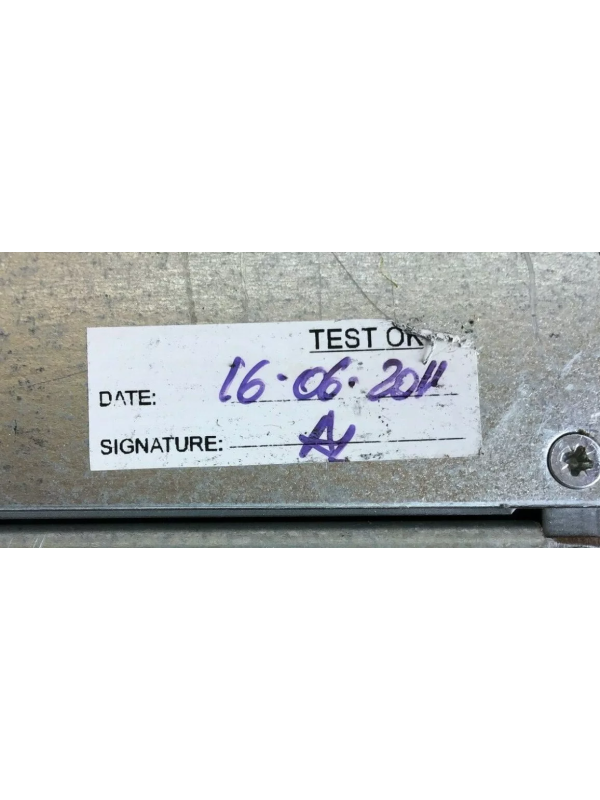 TEST OK
DATE: 16.06.2011
SIGNATURE: